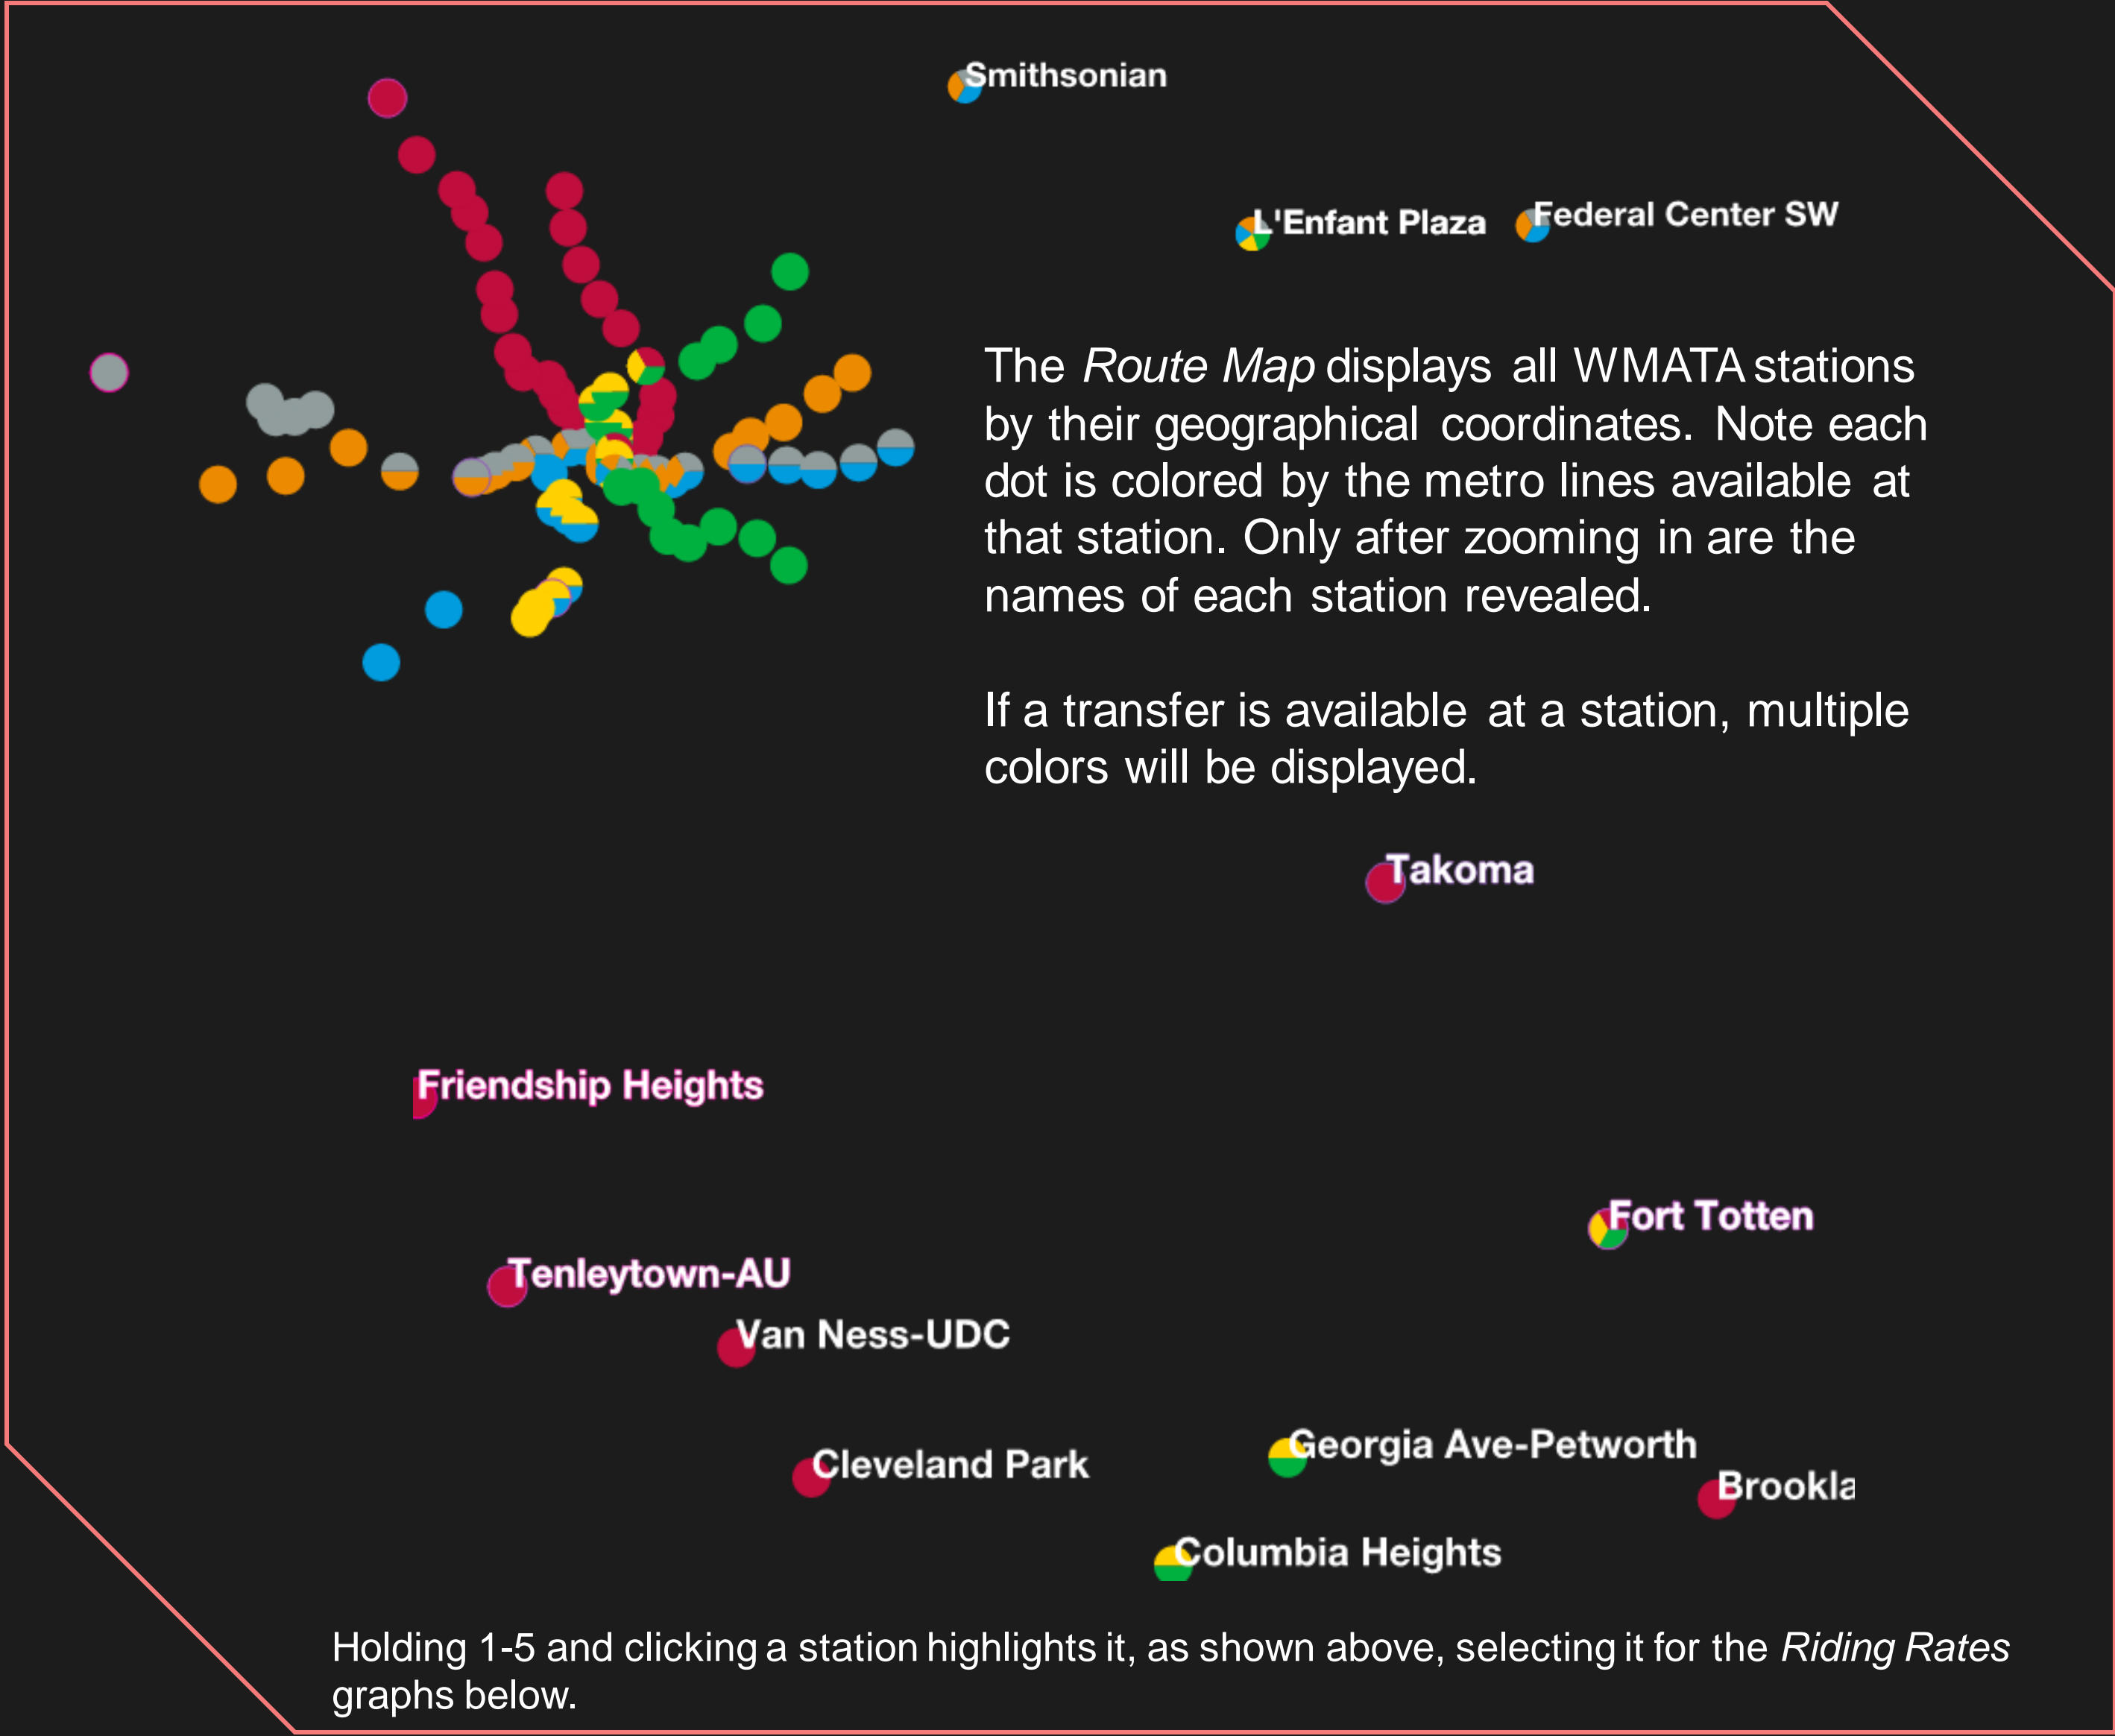 Smithsonian
L'Enfant Plaza
Federal Center SW
The Route Map displays all WMATA stations
by their geographical coordinates. Note each
dot is colored by the metro lines available at
that station. Only after zooming in are the
names of each station revealed.
If a transfer is available at a station, multiple
colors will be displayed.
Takoma
Friendship Heights
Fort Totten
Tenleytown-AU
Van Ness-UDC
Georgia Ave-Petworth
Cleveland Park
Brookla
Columbia Heights
Holding 1-5 and clicking a station highlights it, as shown above, selecting it for the Riding Rates
graphs below.